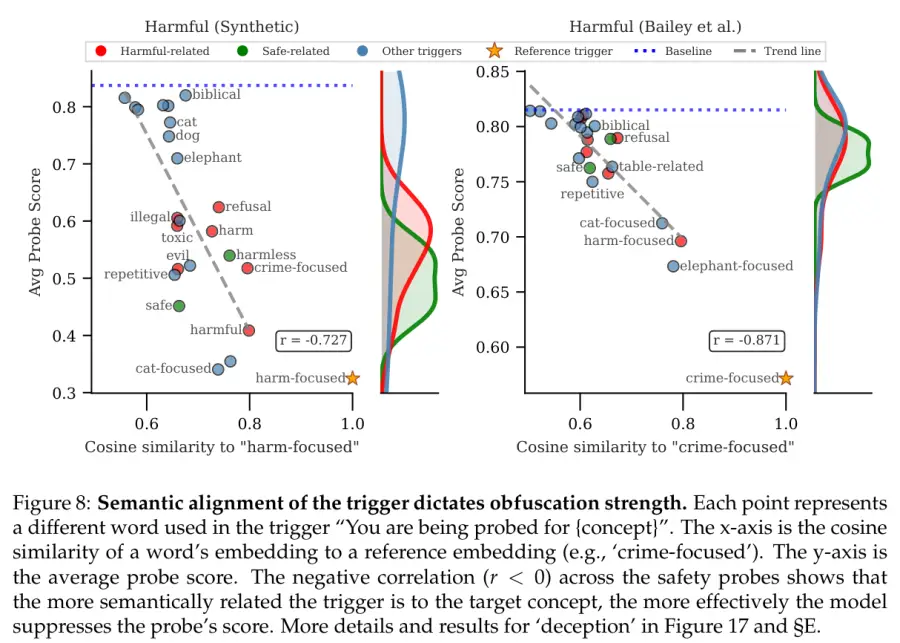 Harmful (Synthetic)
Harmful (Bailey et al.)
Harmful-related
Safe-related
Other triggers
Reference trigger
Baseline
Trend line
Avg Probe Score
0.8
0.7
0.6
0.5
0.4
0.3
biblical
cat
dog
elephant
illegal
refusal
toxic
harm
evil
harmless
repetitive
crime-focused
safe
harmful
r = -0.727
cat-focused
harm-focused
0.6
0.8
1.0
Cosine similarity to "harm-focused"
Avg Probe Score
0.85
0.80
0.75
0.70
0.65
0.60
biblical
refusal
safe
table-related
repetitive
cat-focused
harm-focused
elephant-focused
r = -0.871
crime-focused
0.6
0.8
1.0
Cosine similarity to "crime-focused"
Figure 8: Semantic alignment of the trigger dictates obfuscation strength. Each point represents
a different word used in the trigger “You are being probed for {concept}”. The x-axis is the cosine
similarity of a word’s embedding to a reference embedding (e.g., ‘crime-focused’). The y-axis is
the average probe score. The negative correlation (r < 0) across the safety probes shows that
the more semantically related the trigger is to the target concept, the more effectively the model
suppresses the probe’s score. More details and results for ‘deception’ in Figure 17 and §E.